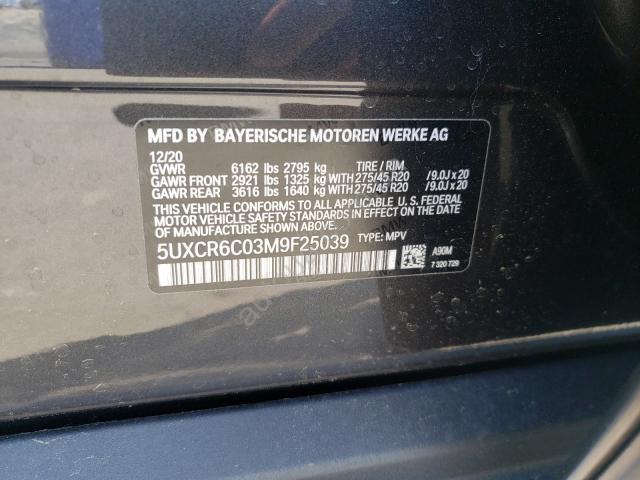 MFD BY BAYERISCHE MOTOREN WERKE AG
12/20
GVWR 6162 lbs 2795 kg TIRE / RIM
GAWR FRONT 2921 lbs 1325 kg WITH 275/45 R20 / 9.0J x 20
GAWR REAR 3616 lbs 1640 kg WITH 275/45 R20 / 9.0J x 20
THIS VEHICLE CONFORMS TO ALL APPLICABLE U.S. FEDERAL
MOTOR VEHICLE SAFETY STANDARDS IN EFFECT ON THE DATE OF
MANUFACTURE SHOWN ABOVE.
5UXCR6C03M9F25039 TYPE: MPV
A90M
7 320 729